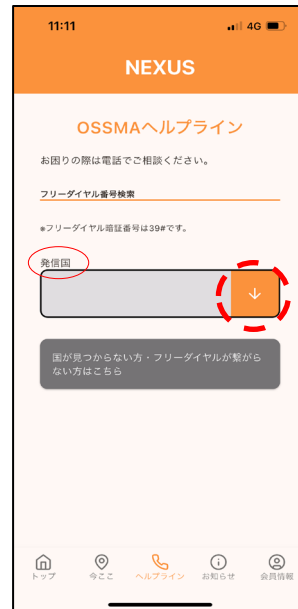 11:11
4G
NEXUS
OSSMAヘルプライン
お困りの際は電話でご相談ください。
フリーダイヤル番号検索
※フリーダイヤル暗証番号は39#です。
発信国
国が見つからない方・フリーダイヤルが繋がら
ない方はこちら
トップ
今ここ
ヘルプライン
お知らせ
会員情報